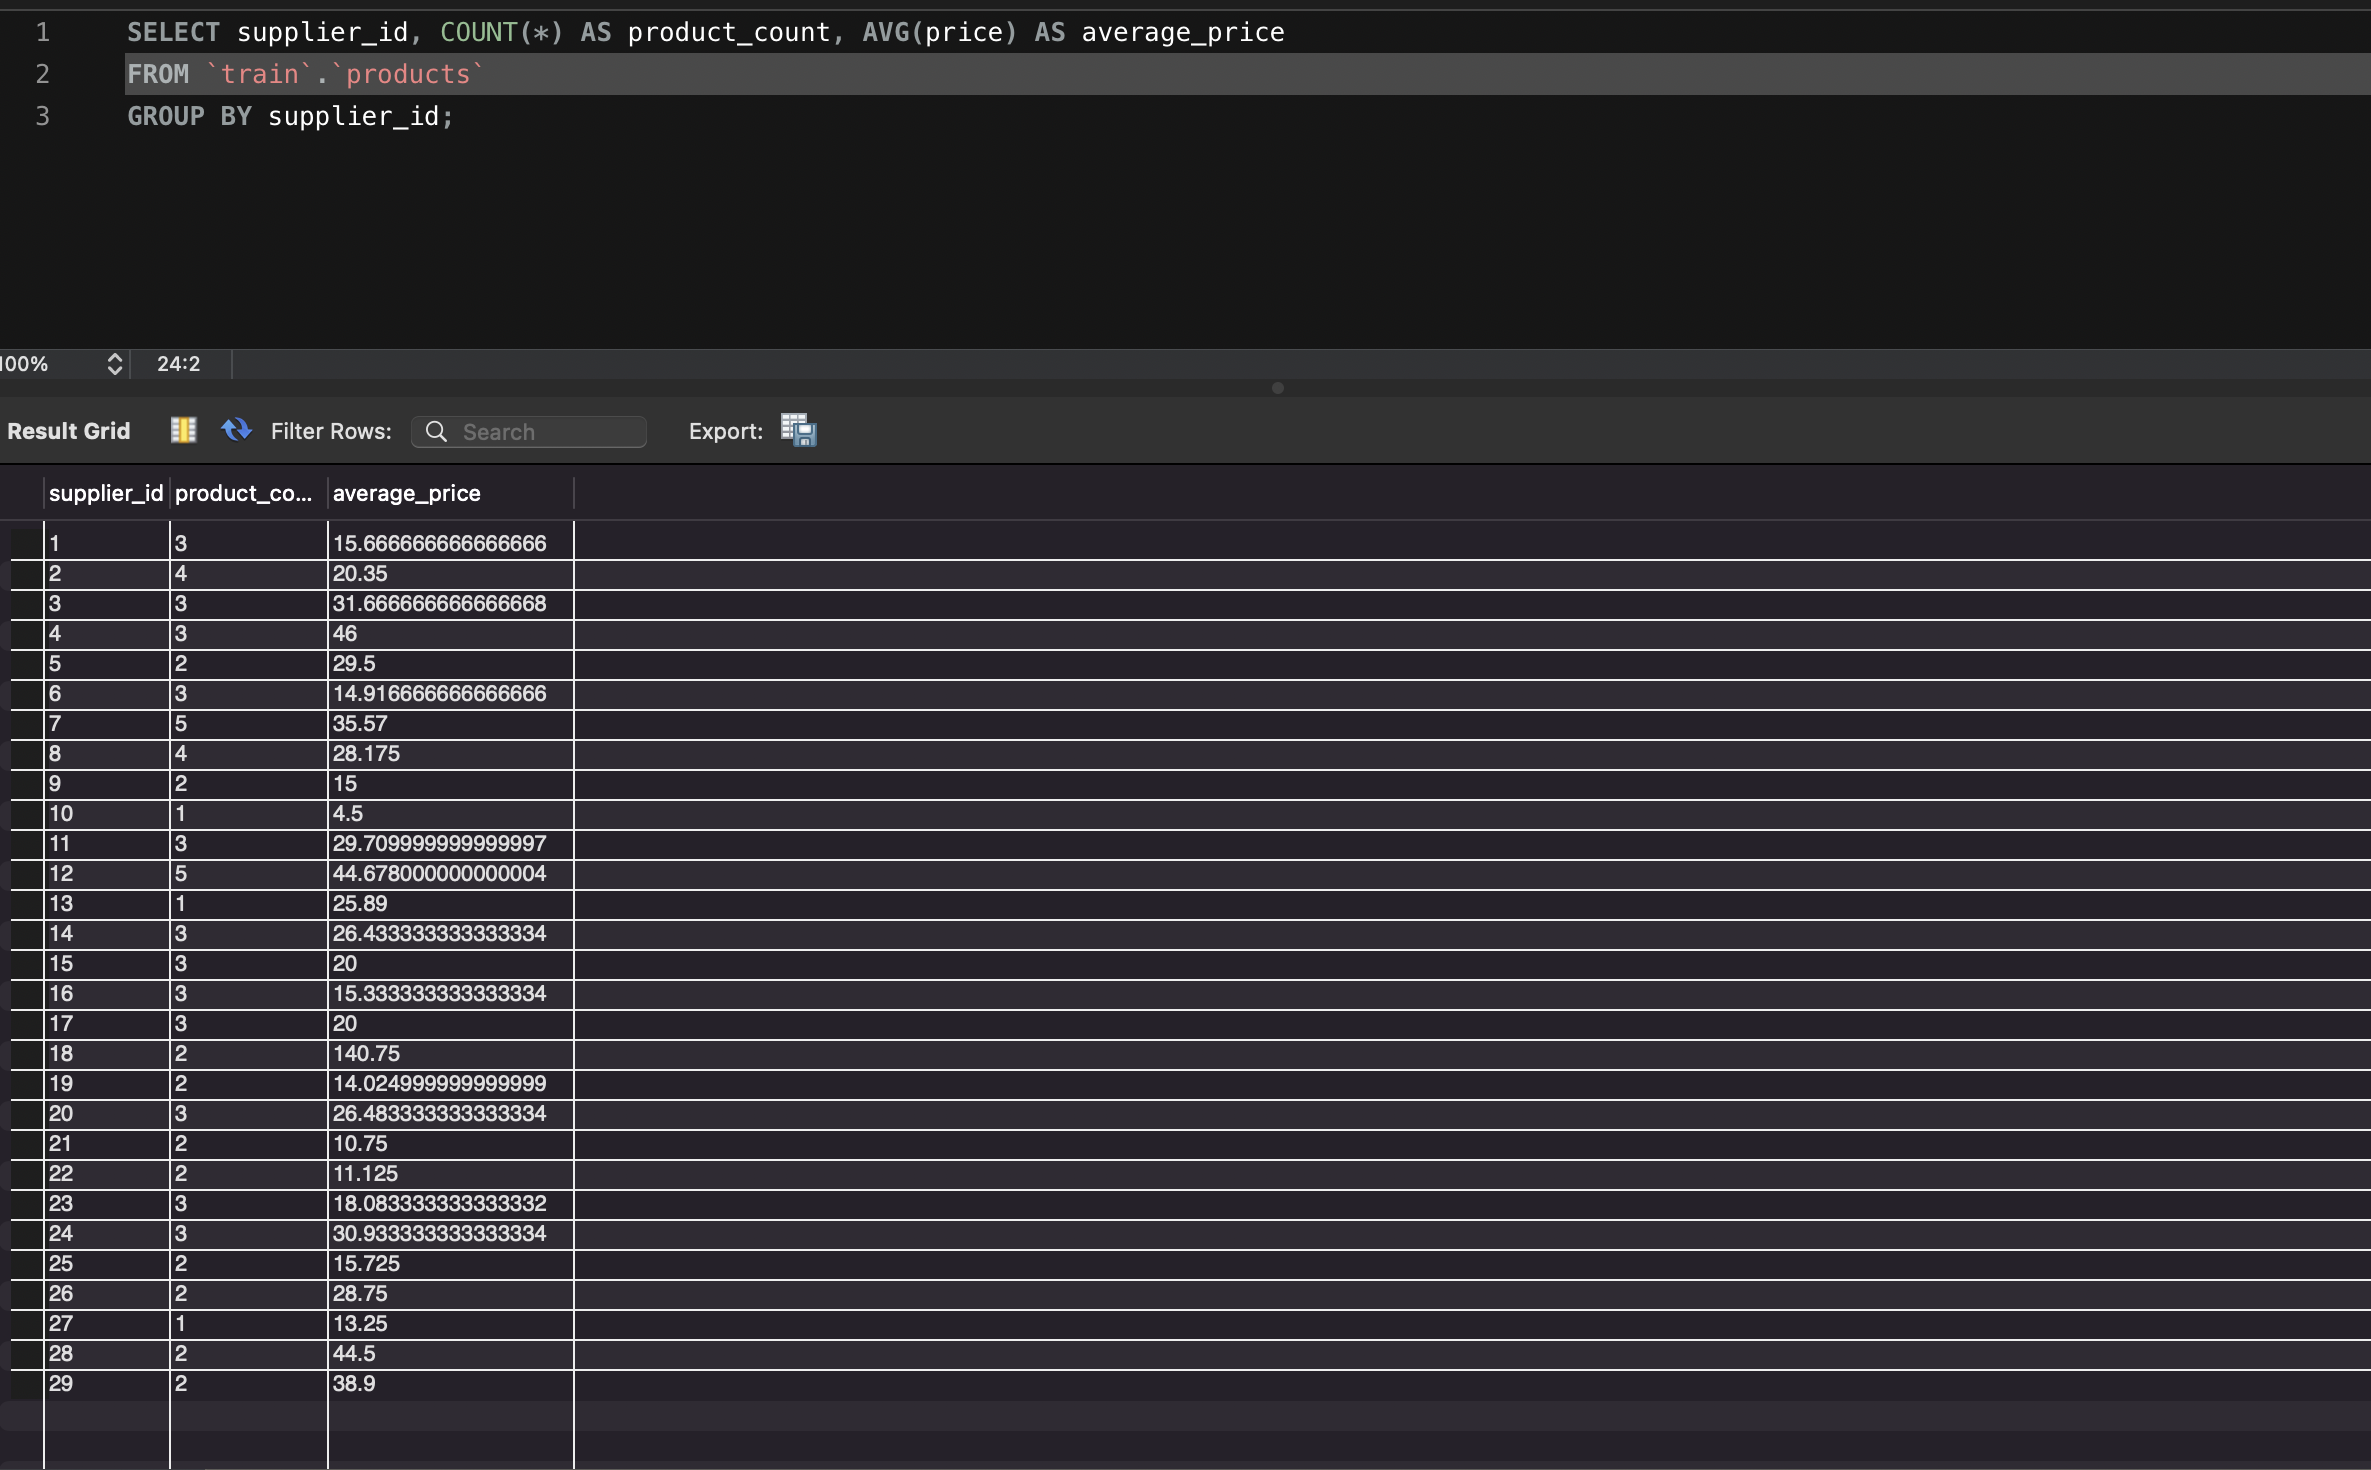 1 SELECT supplier_id, COUNT(*) AS product_count, AVG(price) AS average_price
2 FROM `train`.`products`
3 GROUP BY supplier_id;
100% 24:2
Result Grid Filter Rows: Search Export:
supplier_id product_co... average_price
1 3 15.666666666666666
2 4 20.35
3 3 31.666666666666668
4 3 46
5 2 29.5
6 3 14.916666666666666
7 5 35.57
8 4 28.175
9 2 15
10 1 4.5
11 3 29.709999999999997
12 5 44.678000000000004
13 1 25.89
14 3 26.433333333333334
15 3 20
16 3 15.333333333333334
17 3 20
18 2 140.75
19 2 14.024999999999999
20 3 26.483333333333334
21 2 10.75
22 2 11.125
23 3 18.083333333333332
24 3 30.933333333333334
25 2 15.725
26 2 28.75
27 1 13.25
28 2 44.5
29 2 38.9